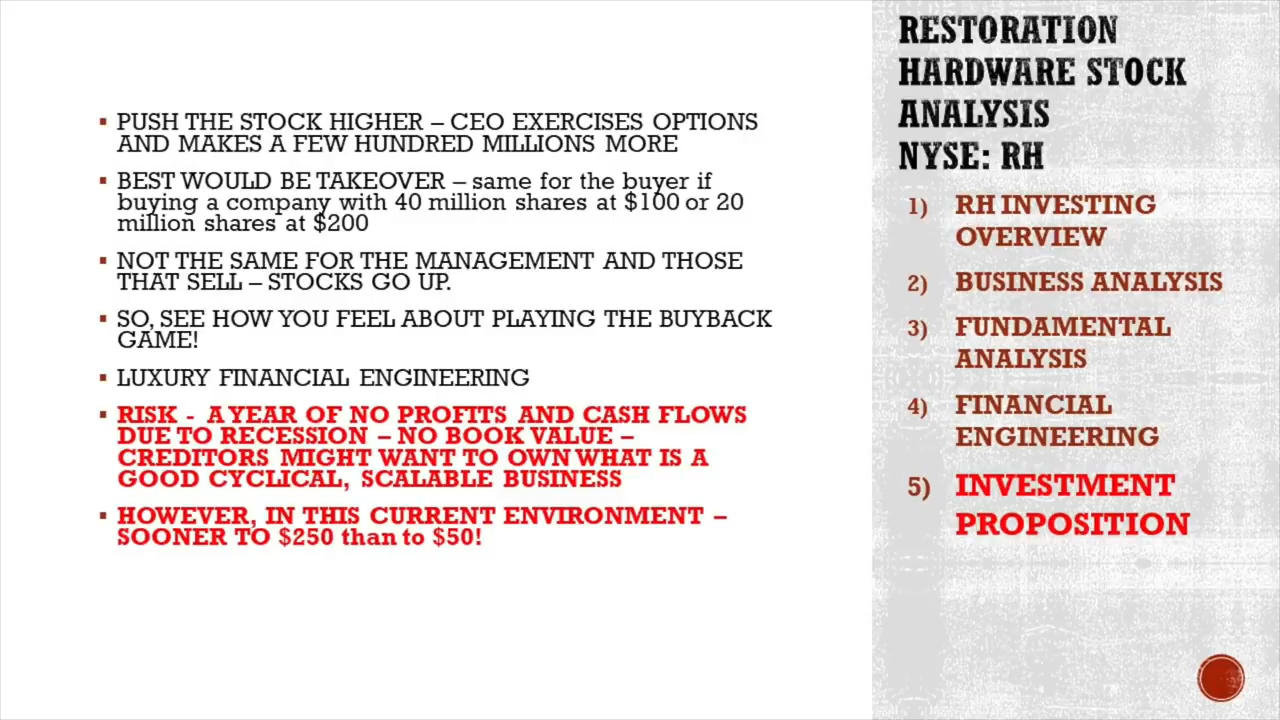 ▪ PUSH THE STOCK HIGHER – CEO EXERCISES OPTIONS
AND MAKES A FEW HUNDRED MILLIONS MORE
▪ BEST WOULD BE TAKEOVER – same for the buyer if
buying a company with 40 million shares at $100 or 20
million shares at $200
▪ NOT THE SAME FOR THE MANAGEMENT AND THOSE
THAT SELL – STOCKS GO UP.
▪ SO, SEE HOW YOU FEEL ABOUT PLAYING THE BUYBACK
GAME!
▪ LUXURY FINANCIAL ENGINEERING
▪ RISK - A YEAR OF NO PROFITS AND CASH FLOWS
DUE TO RECESSION – NO BOOK VALUE –
CREDITORS MIGHT WANT TO OWN WHAT IS A
GOOD CYCLICAL, SCALABLE BUSINESS
▪ HOWEVER, IN THIS CURRENT ENVIRONMENT –
SOONER TO $250 than to $50!
RESTORATION
HARDWARE STOCK
ANALYSIS
NYSE: RH
1) RH INVESTING
OVERVIEW
2) BUSINESS ANALYSIS
3) FUNDAMENTAL
ANALYSIS
4) FINANCIAL
ENGINEERING
5) INVESTMENT
PROPOSITION